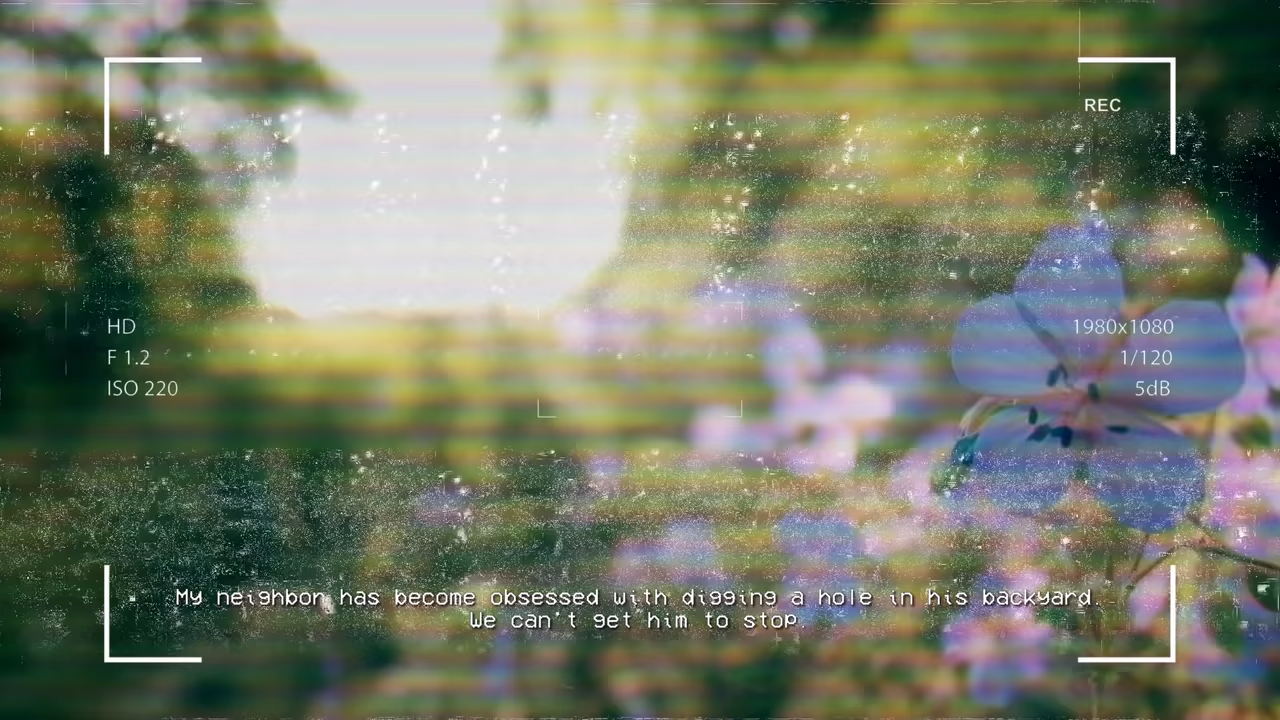 REC
HD
1980x1080
F 1.2
1/120
ISO 220
5dB
My neighbor has become obsessed with digging a hole in his backyard.
We can't get him to stop.